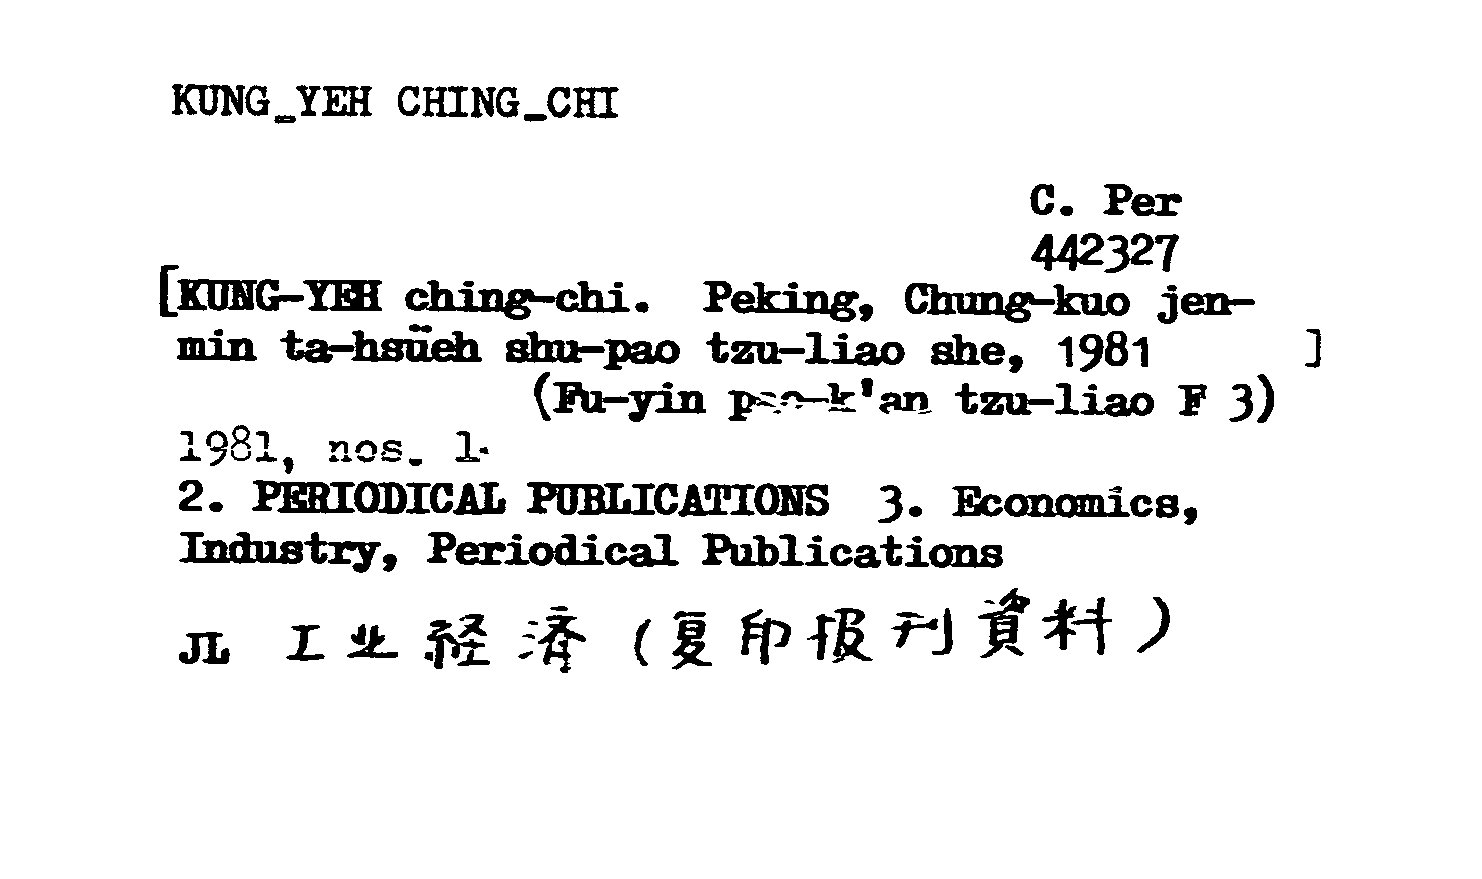 KUNG_YEH CHING_CHI
C. Per
442327
[KUNG-YEH ching-chi. Peking, Chung-kuo jen-
min ta-hsüeh shu-pao tzu-liao she, 1981 ]
(Fu-yin pao-k'an tzu-liao F 3)
1981, nos. 1-
2. PERIODICAL PUBLICATIONS 3. Economics,
Industry, Periodical Publications
JL 工业経済(复印报刊資料)